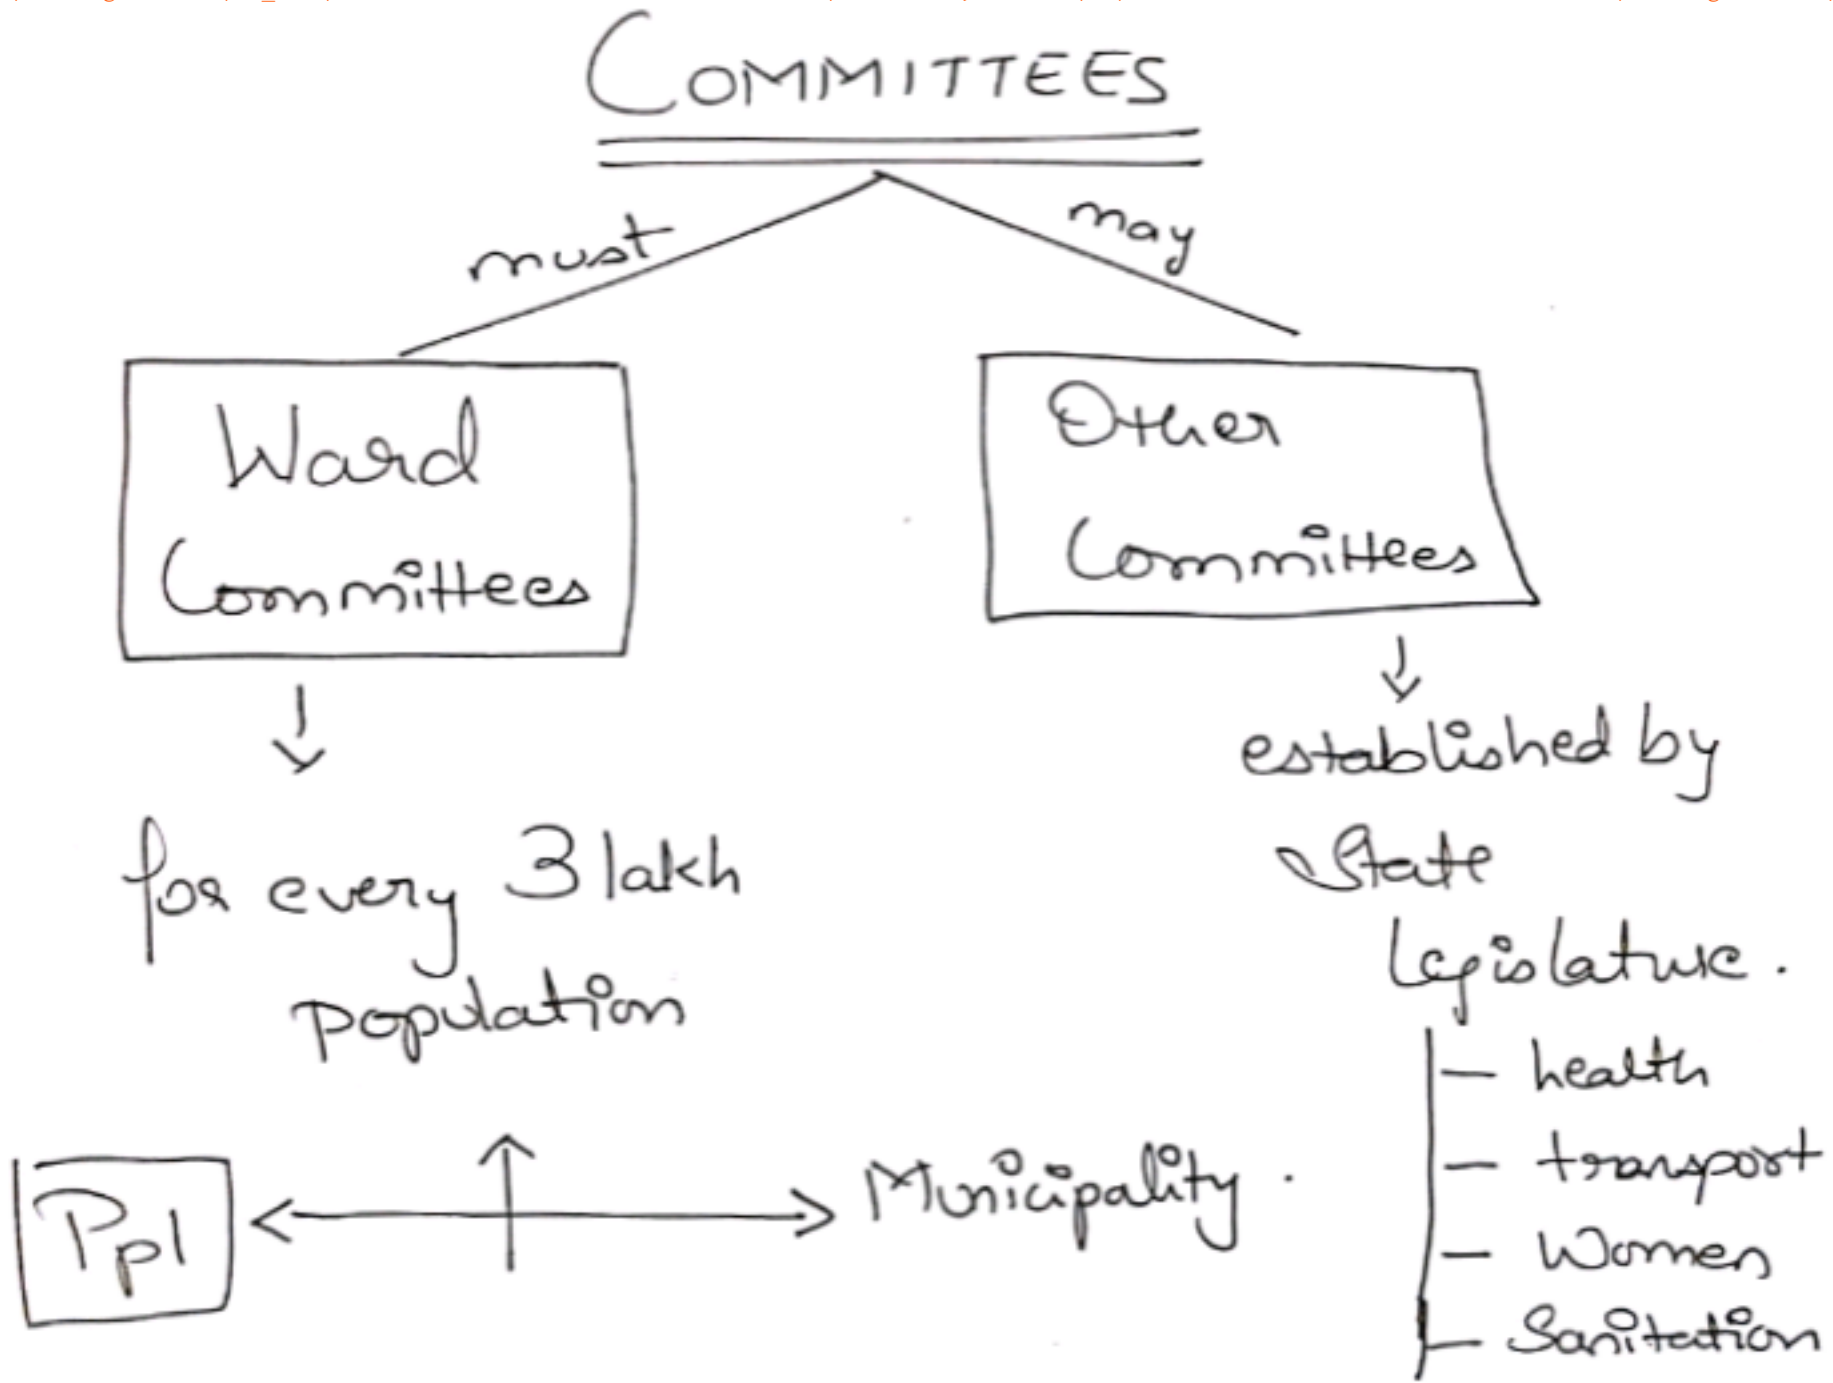 COMMITTEES
must
may
Ward
Committees
Other
Committees
for every 3 lakh
population
established by
State
Legislature.
Ppl
Municipality.
- health
- transport
- Women
- Sanitation